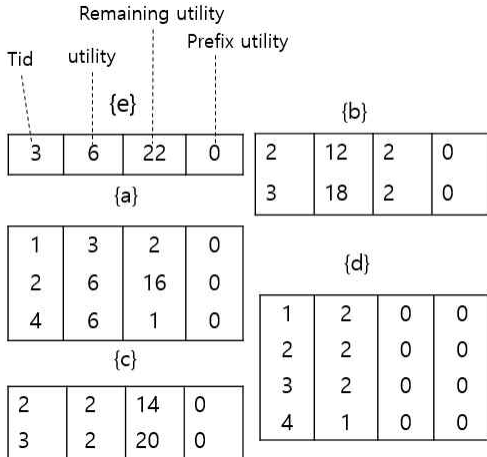 Remaining utility
Prefix utility
Tid utility
{e}
3 6 22 0
{b}
2 12 2 0
3 18 2 0
{a}
1 3 2 0
2 6 16 0
4 6 1 0
{d}
1 2 0 0
2 2 0 0
3 2 0 0
4 1 0 0
{c}
2 2 14 0
3 2 20 0